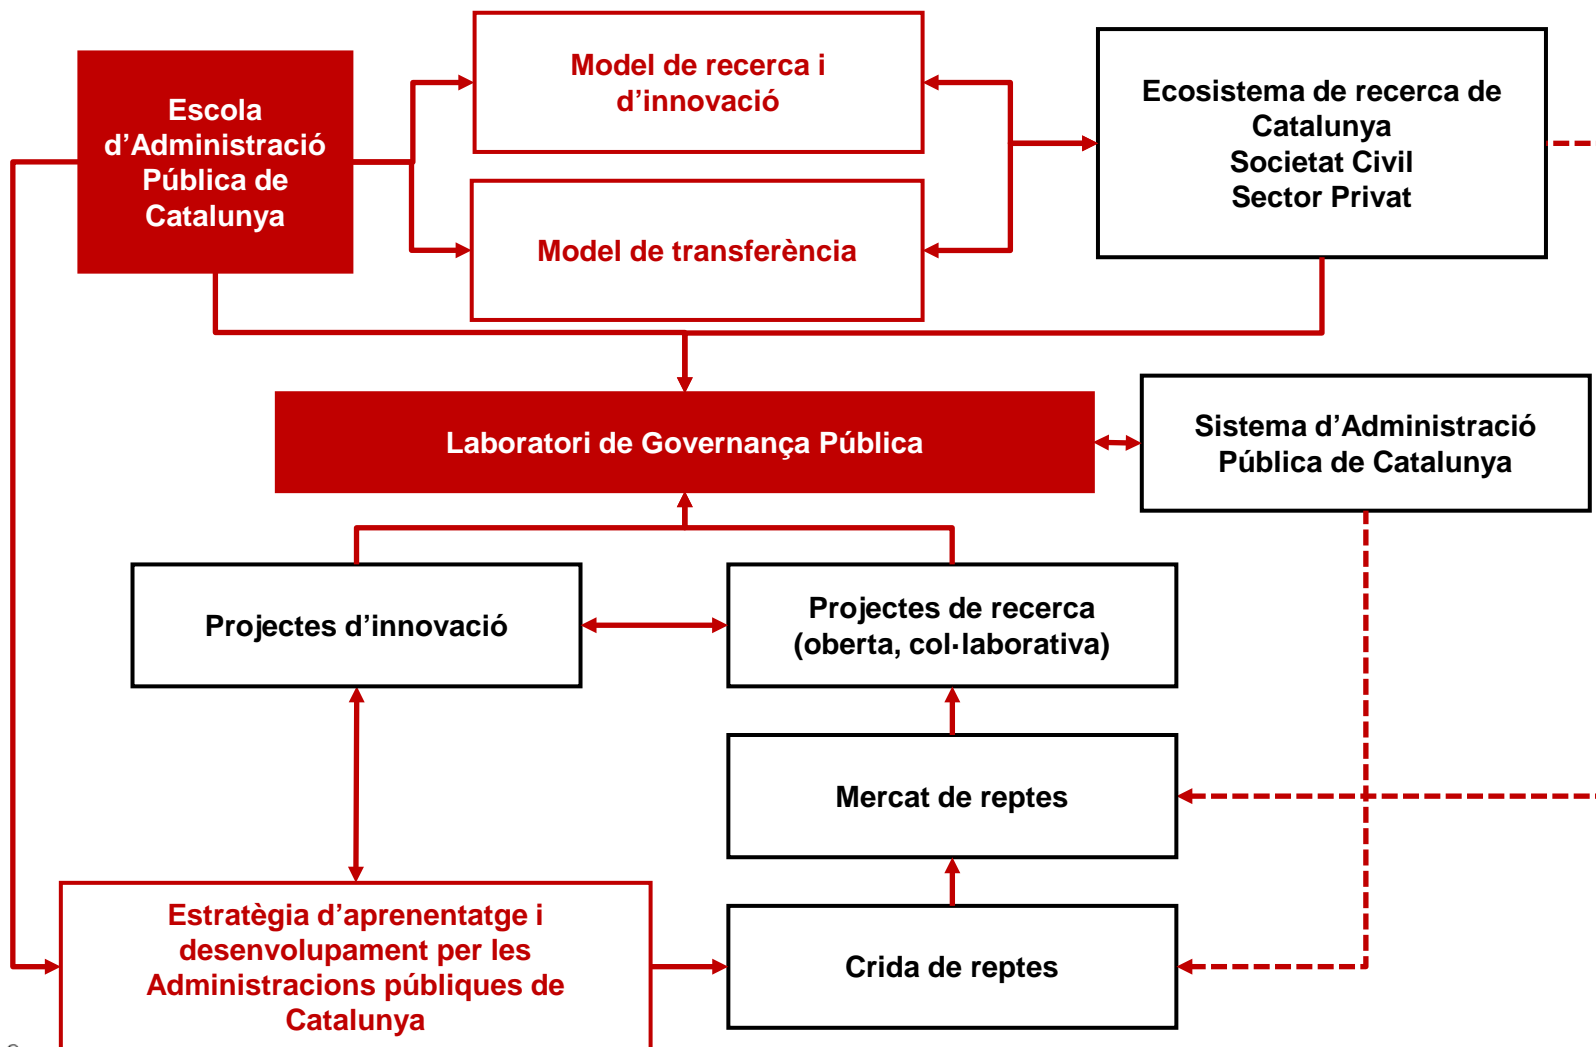 Escola
d’Administració
Pública de
Catalunya
Model de recerca i
d’innovació
Model de transferència
Ecosistema de recerca de
Catalunya
Societat Civil
Sector Privat
Laboratori de Governança Pública
Sistema d’Administració
Pública de Catalunya
Projectes d’innovació
Projectes de recerca
(oberta, col·laborativa)
Mercat de reptes
Estratègia d’aprenentatge i
desenvolupament per les
Administracions públiques de
Catalunya
Crida de reptes